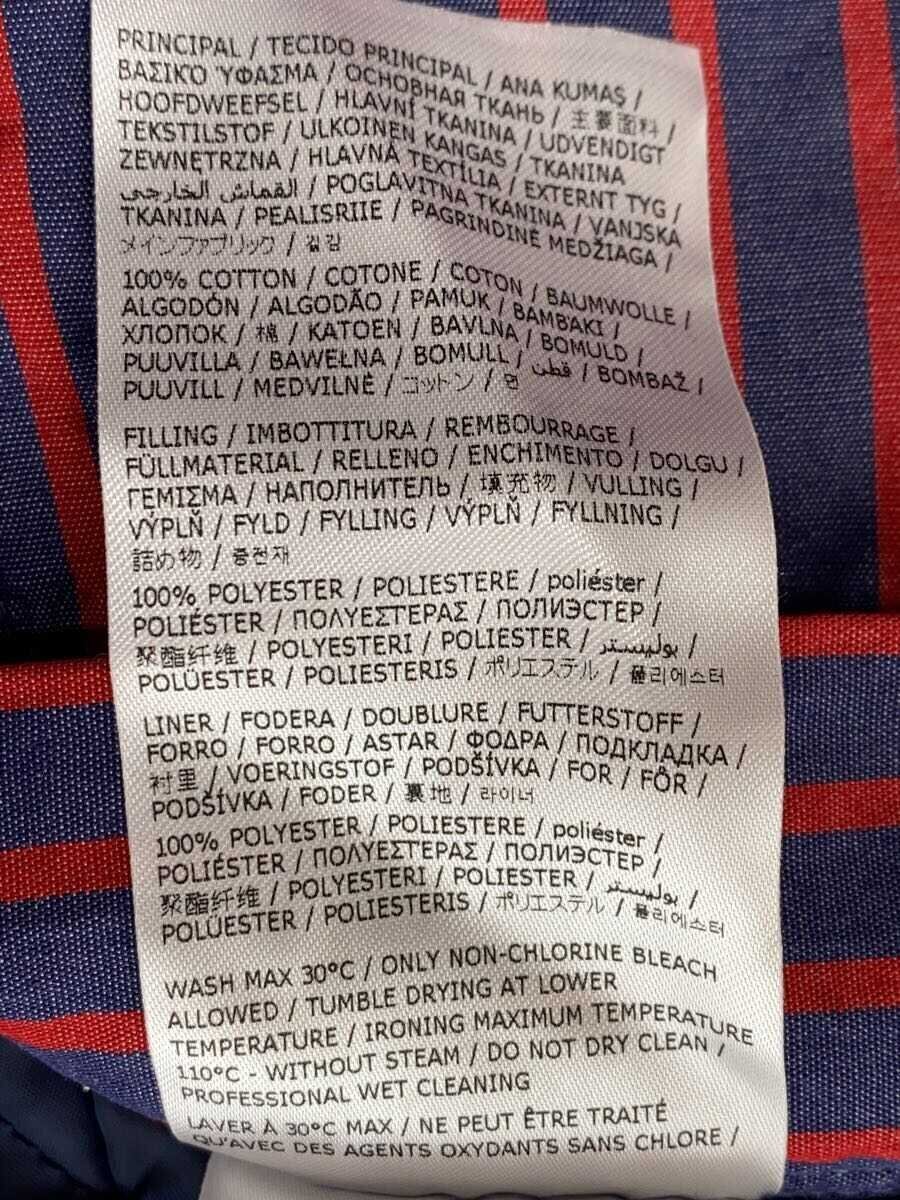 PRINCIPAL / TECIDO PRINCIPAL / ANA KUMAŞ /
ΒΑΣΙΚΌ ΎΦΑΣΜΑ / ОСНОВНАЯ ТКАНЬ / 主要面料 /
HOOFDWEEFSEL / HLAVNÍ TKANINA / UDVENDIGT
TEKSTILSTOF / ULKOINEN KANGAS / TKANINA
ZEWNĘTRZNA / HLAVNÁ TEXTÍLIA / EXTERNT TYG /
القماش الخارجي / POGLAVITNA TKANINA / VANJSKA
TKANINA / PEALISRIIE / PAGRINDINĖ MEDŽIAGA /
メインファブリック / 겉감
100% COTTON / COTONE / COTON / BAUMWOLLE /
ALGODÓN / ALGODÃO / PAMUK / ΒΑΜΒΆΚΙ /
ХЛОПОК / 棉 / KATOEN / BAVLNA / BOMULD /
PUUVILLA / BAWEŁNA / BOMULL / قطن / BOMBAŽ /
PUUVILL / MEDVILNĖ / コットン / 면
FILLING / IMBOTTITURA / REMBOURRAGE /
FÜLLMATERIAL / RELLENO / ENCHIMENTO / DOLGU /
ΓΕΜΙΣΜΑ / НАПОЛНИТЕЛЬ / 填充物 / VULLING /
VÝPLŇ / FYLD / FYLLING / VÝPLŇ / FYLLNING /
詰め物 / 충전재
100% POLYESTER / POLIESTERE / poliéster /
POLIÉSTER / ΠΟΛΥΕΣΤΕΡΑΣ / ПОЛИЭСТЕР /
聚酯纤维 / POLYESTERI / POLIESTER / بوليستر /
POLÜESTER / POLIESTERIS / ポリエステル / 폴리에스터
LINER / FODERA / DOUBLURE / FUTTERSTOFF /
FORRO / FORRO / ASTAR / ΦΟΔΡΑ / ПОДКЛАДКА /
衬里 / VOERINGSTOF / PODŠÍVKA / FOR / FÔR /
PODŠÍVKA / FODER / 裏地 / 라이너
100% POLYESTER / POLIESTERE / poliéster /
POLIÉSTER / ΠΟΛΥΕΣΤΕΡΑΣ / ПОЛИЭСТЕР /
聚酯纤维 / POLYESTERI / POLIESTER / بوليستر /
POLÜESTER / POLIESTERIS / ポリエステル / 폴리에스터
WASH MAX 30°C / ONLY NON-CHLORINE BLEACH
ALLOWED / TUMBLE DRYING AT LOWER
TEMPERATURE / IRONING MAXIMUM TEMPERATURE
110°C - WITHOUT STEAM / DO NOT DRY CLEAN /
PROFESSIONAL WET CLEANING
LAVER À 30°C MAX / NE PEUT ÊTRE TRAITÉ
QU'AVEC DES AGENTS OXYDANTS SANS CHLORE /